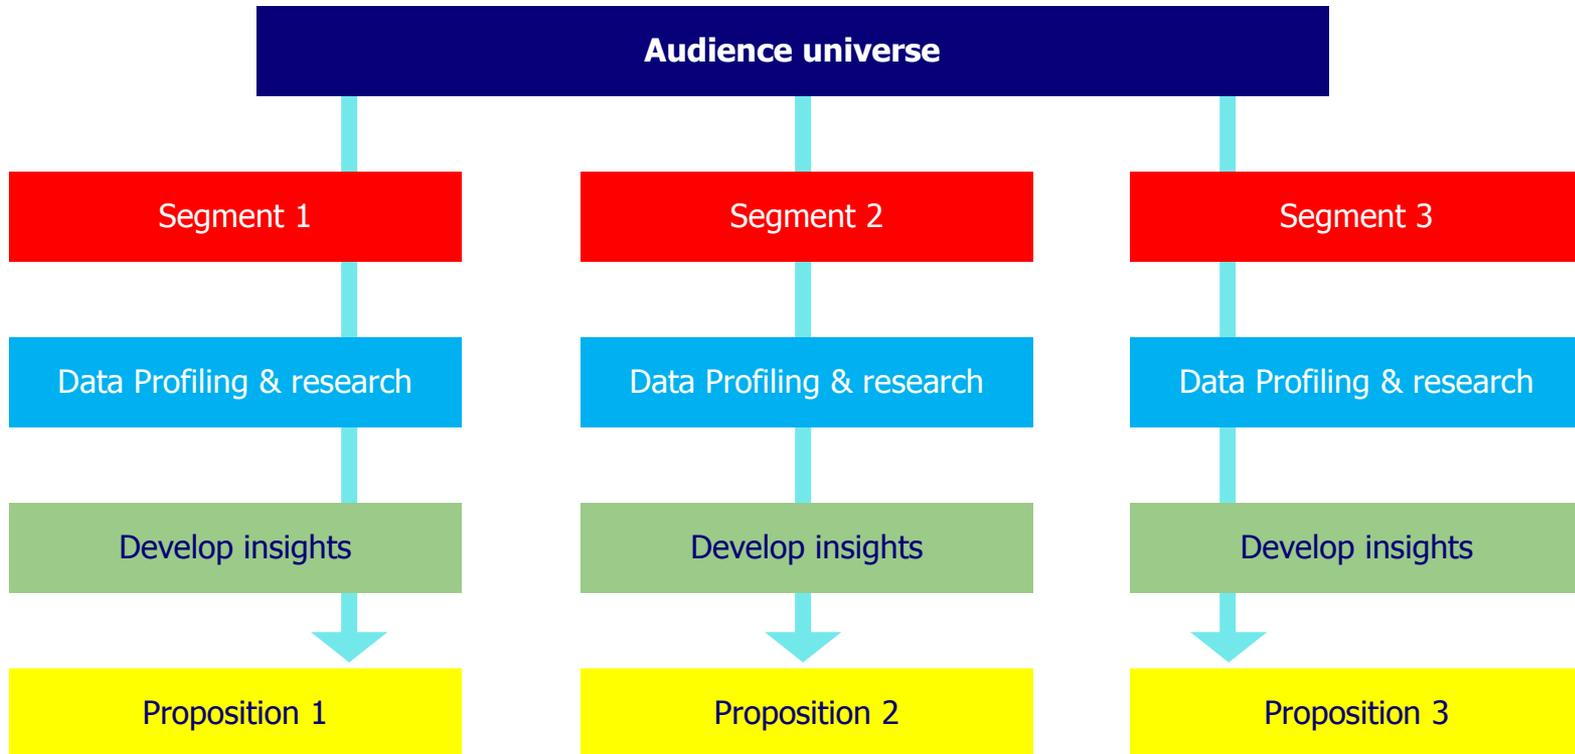 Audience universe
Segment 1
Segment 2
Segment 3
Data Profiling & research
Data Profiling & research
Data Profiling & research
Develop insights
Develop insights
Develop insights
Proposition 1
Proposition 2
Proposition 3